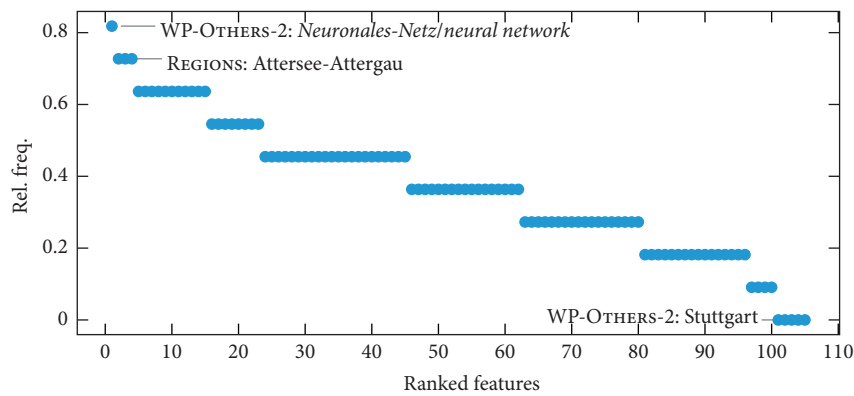 0.8
WP-Others-2: Neuronales-Netz/neural network
Regions: Attersee-Attergau
0.6
Rel. freq.
0.4
0.2
WP-Others-2: Stuttgart
0
0 10 20 30 40 50 60 70 80 90 100 110
Ranked features